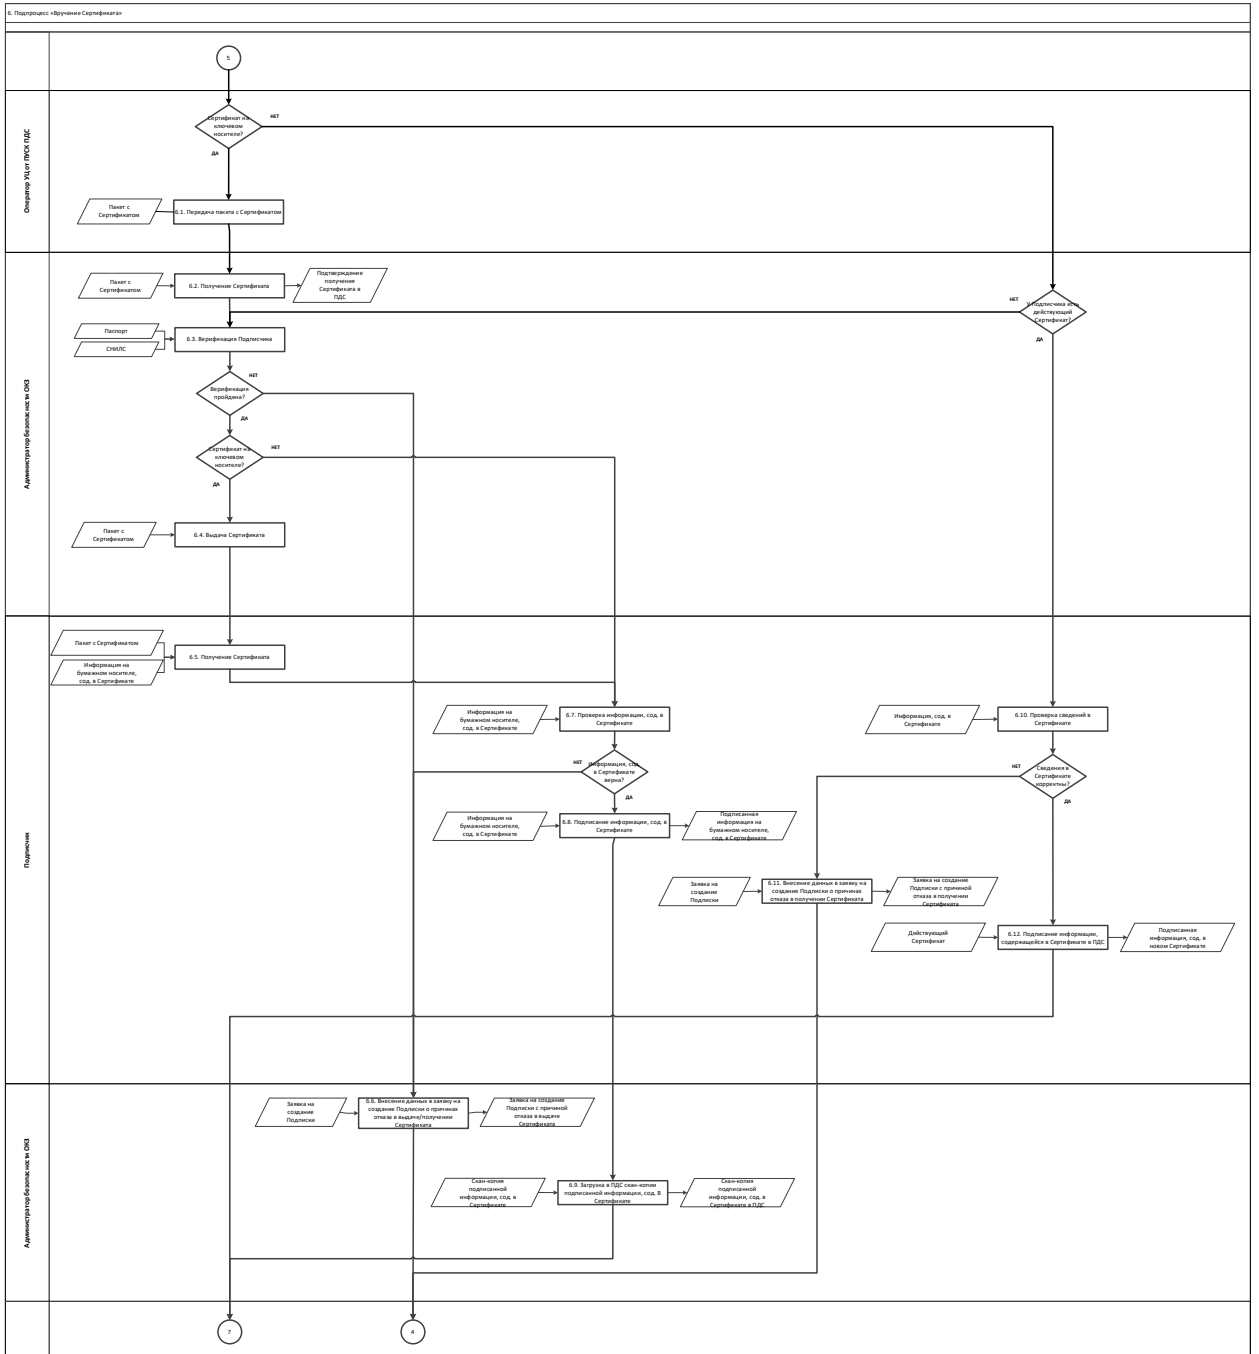 6. Подпроцесс «Вручение Сертификата»
5
Оператор УЦ от ПУСК ПДС
Сертификат на
ключевом
носителе?
НЕТ
ДА
Пакет с
Сертификатом
6.1. Передача пакета с Сертификатом
Администратор безопасности ОКЗ
Пакет с
Сертификатом
6.2. Получение Сертификата
Подтверждение
получения
Сертификата в
ПДС
У Подписчика есть
действующий
Сертификат?
НЕТ
ДА
Паспорт
СНИЛС
6.3. Верификация Подписчика
Верификация
пройдена?
НЕТ
ДА
Сертификат на
ключевом
носителе?
НЕТ
ДА
Пакет с
Сертификатом
6.4. Выдача Сертификата
Подписчик
Пакет с Сертификатом
Информация на
бумажном носителе,
сод. в Сертификате
6.5. Получение Сертификата
Информация на
бумажном носителе,
сод. в Сертификате
6.7. Проверка информации, сод. в
Сертификате
Информация, сод. в
Сертификате
6.10. Проверка сведений в
Сертификате
НЕТ
Информация, сод.
в Сертификате
верна?
ДА
НЕТ
Сведения в
Сертификате
корректны?
ДА
Информация на
бумажном носителе,
сод. в Сертификате
6.8. Подписание информации, сод. в
Сертификате
Подписанная
информация на
бумажном носителе,
сод. в Сертификате
Заявка на
создание
Подписки
6.11. Внесение данных в заявку на
создание Подписки о причинах
отказа в получении Сертификата
Заявка на создание
Подписки с причиной
отказа в получении
Сертификата
Действующий
Сертификат
6.12. Подписание информации,
содержащейся в Сертификате в ПДС
Подписанная
информация, сод. в
новом Сертификате
Администратор безопасности ОКЗ
Заявка на
создание
Подписки
6.6. Внесение данных в заявку на
создание Подписки о причинах
отказа в выдаче/получении
Сертификата
Заявка на создание
Подписки с причиной
отказа в выдаче
Сертификата
Скан-копия
подписанной
информации, сод. в
Сертификате
6.9. Загрузка в ПДС скан-копии
подписанной информации, сод. В
Сертификате
Скан-копия
подписанной
информации, сод. в
Сертификате в ПДС
7
4